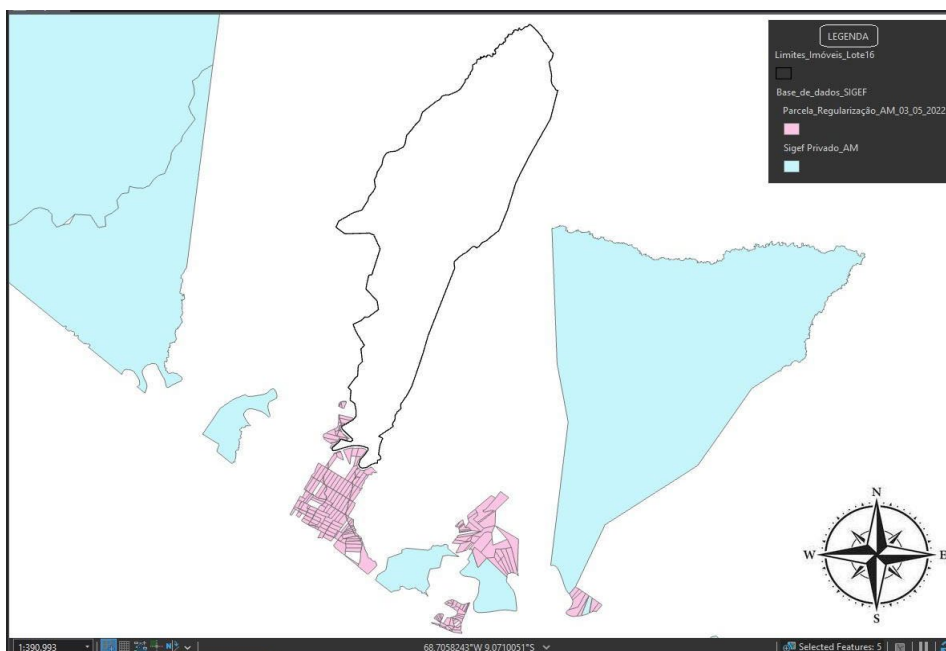 LEGENDA
Limites_Imóveis_Lote16
Base_de_dados_SIGEF
Parcela_Regularização_AM_03_05_2022
Sigef Privado_AM
N
W E
S
1:390.993
68.7058243°W 9.0710051°S
Selected Features: 5